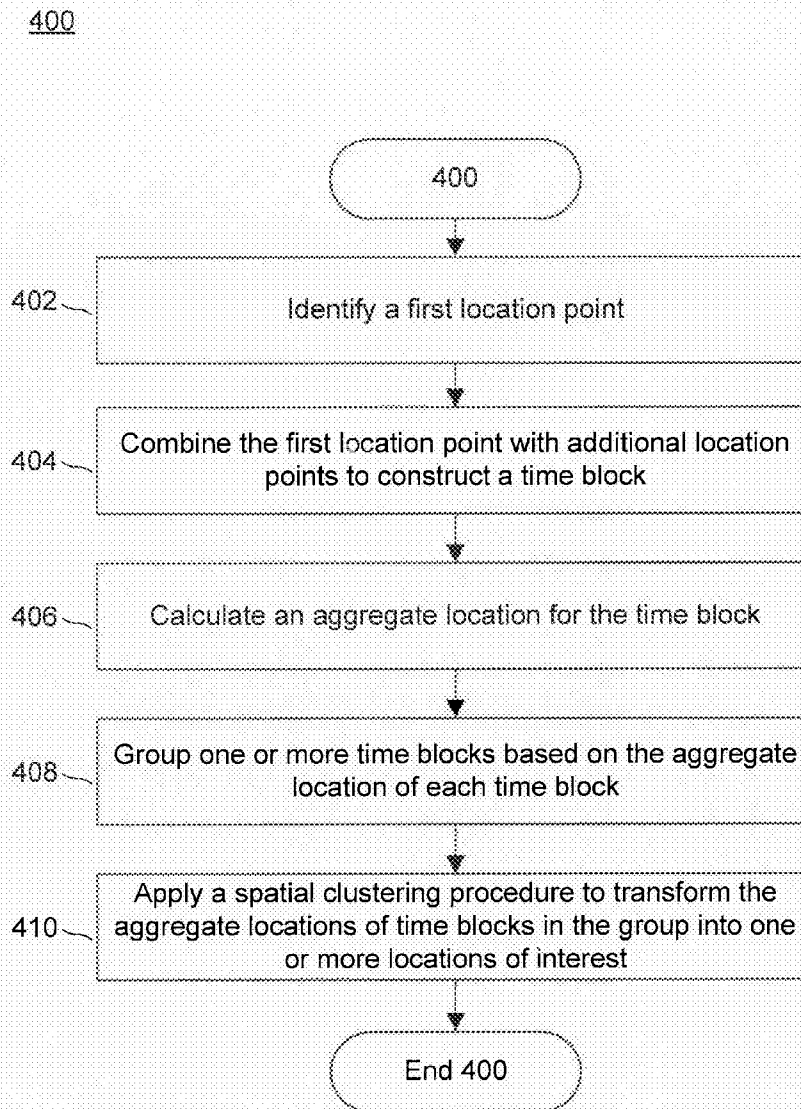 400
400
402
Identify a first location point
404
Combine the first location point with additional location
points to construct a time block
406
Calculate an aggregate location for the time block
408
Group one or more time blocks based on the aggregate
location of each time block
410
Apply a spatial clustering procedure to transform the
aggregate locations of time blocks in the group into one
or more locations of interest
End 400